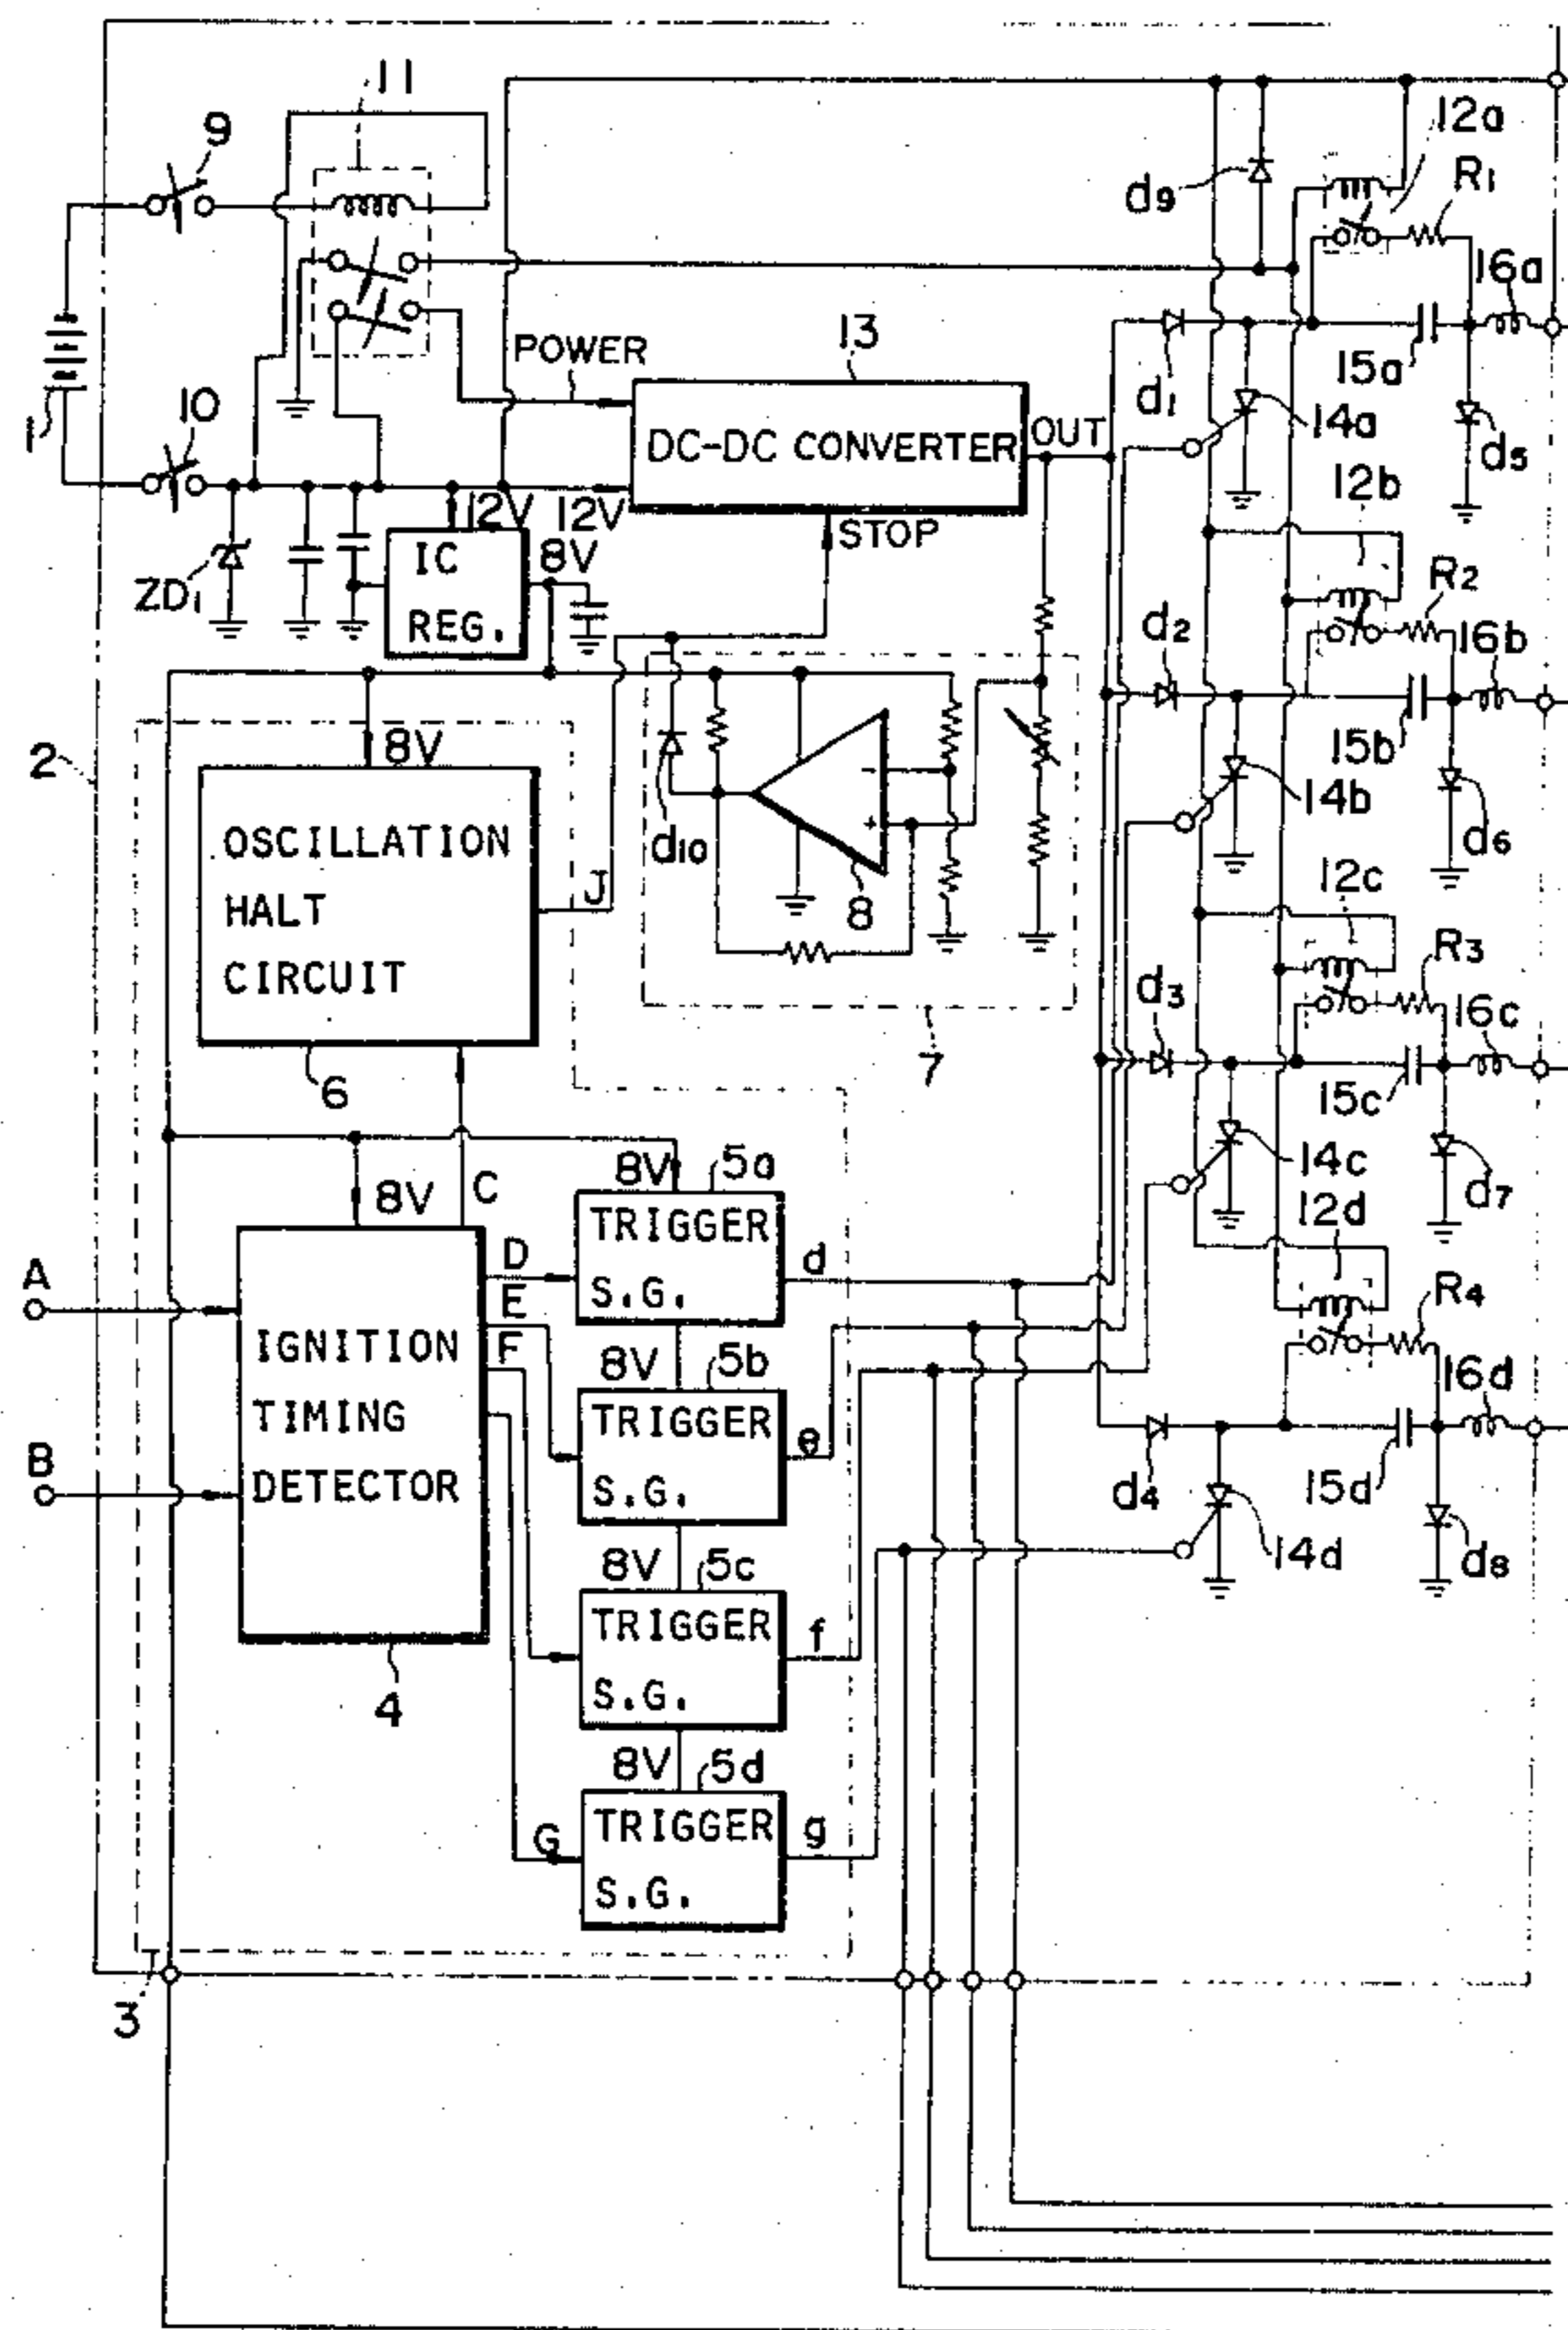 11
9
12a
R1
d9
16a
13
POWER
15a
d1
14a
1
10
DC-DC CONVERTER
OUT
d5
12b
12V
12V
STOP
IC
REG.
8V
ZD1
R2
d2
16b
2
8V
15b
14b
d10
d6
OSCILLATION
HALT
CIRCUIT
J
8
12c
R3
d3
16c
7
6
15c
14c
8V
5a
C
8V
d7
12d
TRIGGER
S.G.
D
d
A
E
R4
IGNITION
TIMING
DETECTOR
F
8V
5b
16d
TRIGGER
S.G.
e
B
d4
15d
14d
d8
8V
5c
TRIGGER
S.G.
f
4
8V
5d
TRIGGER
S.G.
G
g
3